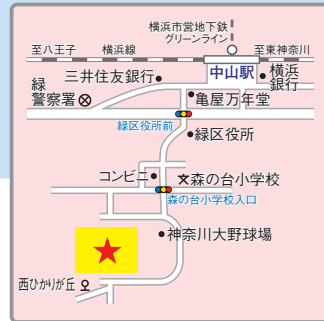 横浜市営地下鉄
グリーンライン
至八王子
横浜線
至東神奈川
中山駅
三井住友銀行
横浜
銀行
緑
警察署
亀屋万年堂
緑区役所前
緑区役所
コンビニ
文森の台小学校
森の台小学校入口
神奈川大野球場
西ひかりが丘